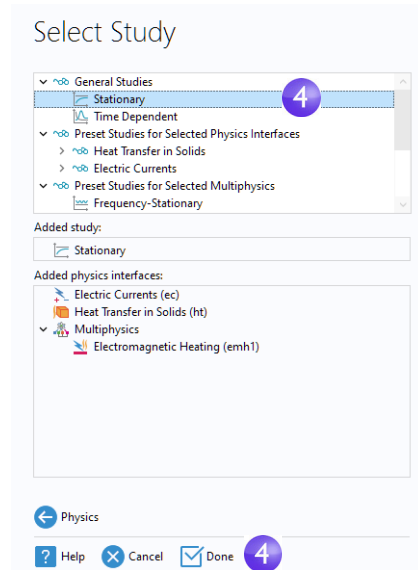 Select Study
General Studies
Stationary
4
Time Dependent
Preset Studies for Selected Physics Interfaces
Heat Transfer in Solids
Electric Currents
Preset Studies for Selected Multiphysics
Frequency-Stationary
Added study:
Stationary
Added physics interfaces:
Electric Currents (ec)
Heat Transfer in Solids (ht)
Multiphysics
Electromagnetic Heating (emh1)
Physics
? Help Cancel Done 4